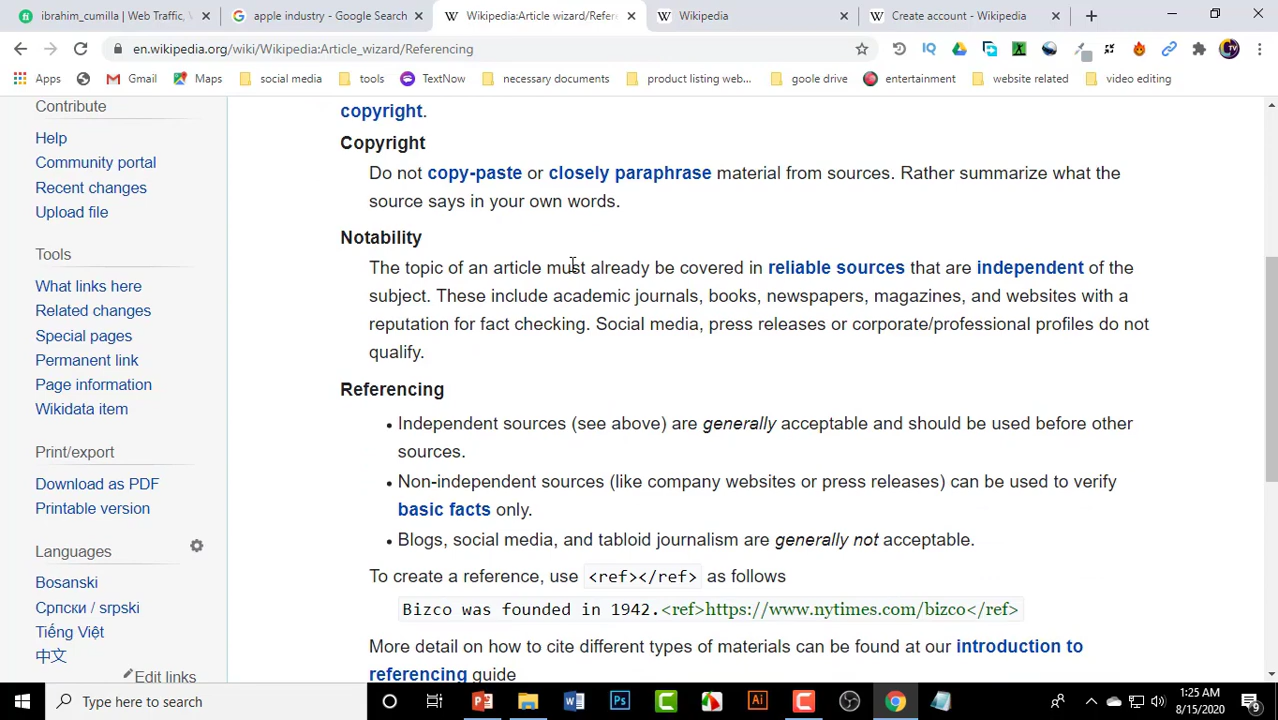 ibrahim_cumilla | Web Traffic,
apple industry - Google Search
Wikipedia:Article wizard/Refere
Wikipedia
Create account - Wikipedia
en.wikipedia.org/wiki/Wikipedia:Article_wizard/Referencing
Apps
Gmail
Maps
social media
tools
TextNow
necessary documents
product listing web...
goole drive
entertainment
website related
video editing
Contribute
Help
Community portal
Recent changes
Upload file
Tools
What links here
Related changes
Special pages
Permanent link
Page information
Wikidata item
Print/export
Download as PDF
Printable version
Languages
Bosanski
Српски / srpski
Tiếng Việt
中文
Edit links
copyright.
Copyright
Do not copy-paste or closely paraphrase material from sources. Rather summarize what the
source says in your own words.
Notability
The topic of an article must already be covered in reliable sources that are independent of the
subject. These include academic journals, books, newspapers, magazines, and websites with a
reputation for fact checking. Social media, press releases or corporate/professional profiles do not
qualify.
Referencing
• Independent sources (see above) are generally acceptable and should be used before other
sources.
• Non-independent sources (like company websites or press releases) can be used to verify
basic facts only.
• Blogs, social media, and tabloid journalism are generally not acceptable.
To create a reference, use <ref></ref> as follows
Bizco was founded in 1942.<ref>https://www.nytimes.com/bizco</ref>
More detail on how to cite different types of materials can be found at our introduction to
referencing guide
Type here to search
1:25 AM
8/15/2020